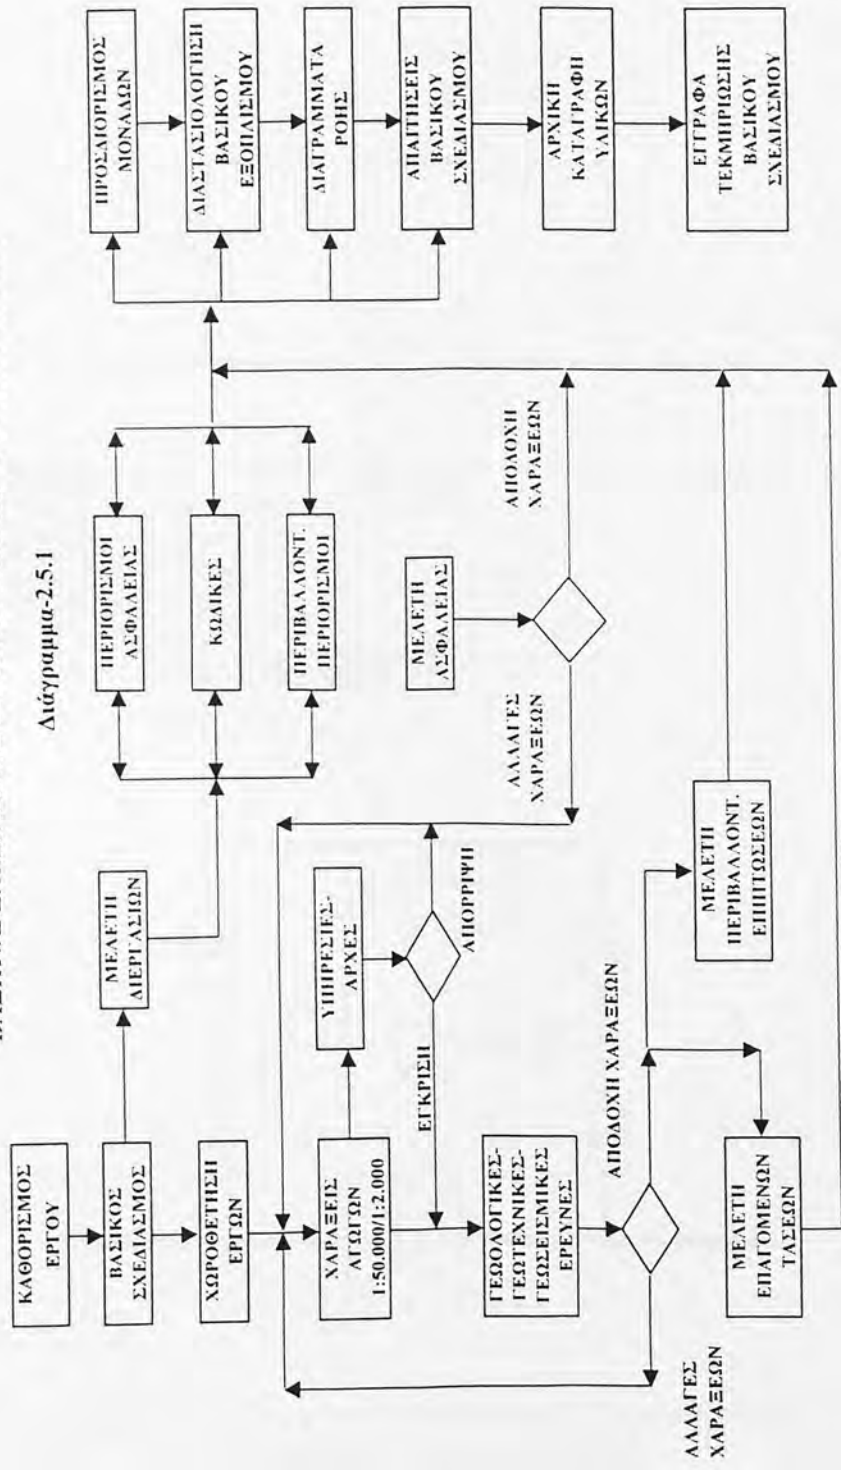 Διάγραμμα-2.5.1
ΚΑΘΟΡΙΣΜΟΣ
ΕΡΓΟΥ
ΒΑΣΙΚΟΣ
ΣΧΕΔΙΑΣΜΟΣ
ΜΕΛΕΤΗ
ΔΙΕΡΓΑΣΙΩΝ
ΧΩΡΟΘΕΤΗΣΗ
ΕΡΓΩΝ
ΧΑΡΑΞΕΙΣ
ΑΓΩΓΩΝ
1:50.000/1:2.000
ΥΠΗΡΕΣΙΕΣ-
ΑΡΧΕΣ
ΕΓΚΡΙΣΗ
ΑΠΟΡΡΙΨΗ
ΓΕΩΛΟΓΙΚΕΣ-
ΓΕΩΤΕΧΝΙΚΕΣ-
ΓΕΩΣΕΙΣΜΙΚΕΣ
ΕΡΕΥΝΕΣ
ΑΛΛΑΓΕΣ
ΧΑΡΑΞΕΩΝ
ΑΠΟΔΟΧΗ ΧΑΡΑΞΕΩΝ
ΜΕΛΕΤΗ
ΕΠΑΓΟΜΕΝΩΝ
ΤΑΣΕΩΝ
ΜΕΛΕΤΗ
ΠΕΡΙΒΑΛΛΟΝΤ.
ΕΠΙΠΤΩΣΕΩΝ
ΠΕΡΙΟΡΙΣΜΟΙ
ΑΣΦΑΛΕΙΑΣ
ΚΩΔΙΚΕΣ
ΠΕΡΙΒΑΛΛΟΝΤ.
ΠΕΡΙΟΡΙΣΜΟΙ
ΜΕΛΕΤΗ
ΑΣΦΑΛΕΙΑΣ
ΑΛΛΑΓΕΣ
ΧΑΡΑΞΕΩΝ
ΑΠΟΔΟΧΗ
ΧΑΡΑΞΕΩΝ
ΠΡΟΣΔΙΟΡΙΣΜΟΣ
ΜΟΝΑΔΩΝ
ΔΙΑΣΤΑΣΙΟΛΟΓΗΣΗ
ΒΑΣΙΚΟΥ
ΕΞΟΠΛΙΣΜΟΥ
ΔΙΑΓΡΑΜΜΑΤΑ
ΡΟΗΣ
ΑΠΑΙΤΗΣΕΙΣ
ΒΑΣΙΚΟΥ
ΣΧΕΔΙΑΣΜΟΥ
ΑΡΧΙΚΗ
ΚΑΤΑΓΡΑΦΗ
ΥΛΙΚΩΝ
ΕΓΓΡΑΦΑ
ΤΕΚΜΗΡΙΩΣΗΣ
ΒΑΣΙΚΟΥ
ΣΧΕΔΙΑΣΜΟΥ